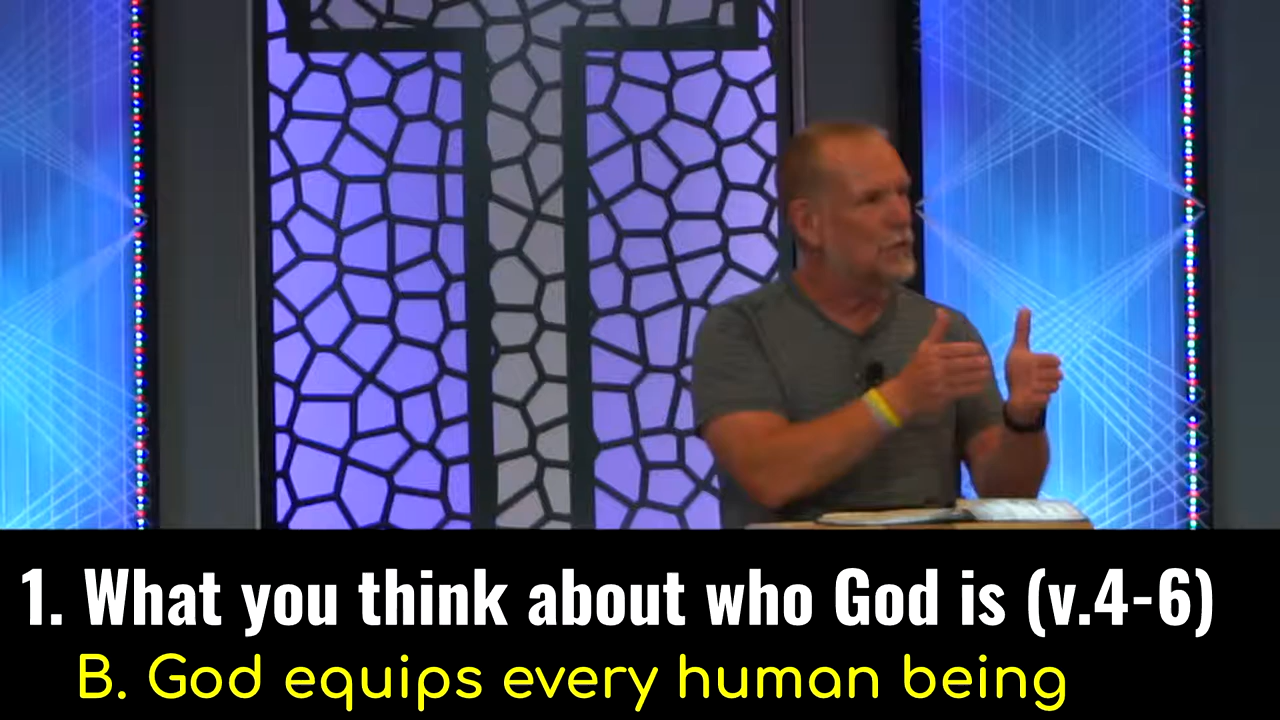 1. What you think about who God is (v.4-6)
B. God equips every human being